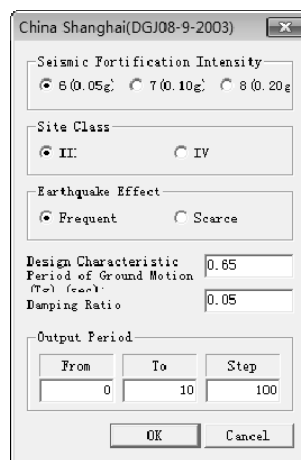 China Shanghai(DGJ08-9-2003)
Seismic Fortification Intensity
6(0.05g) 7(0.10g) 8(0.20g
Site Class
III IV
Earthquake Effect
Frequent Scarce
Design Characteristic
Period of Ground Motion
(Tg) (sec): 0.65
Damping Ratio 0.05
Output Period
From To Step
0 10 100
OK Cancel